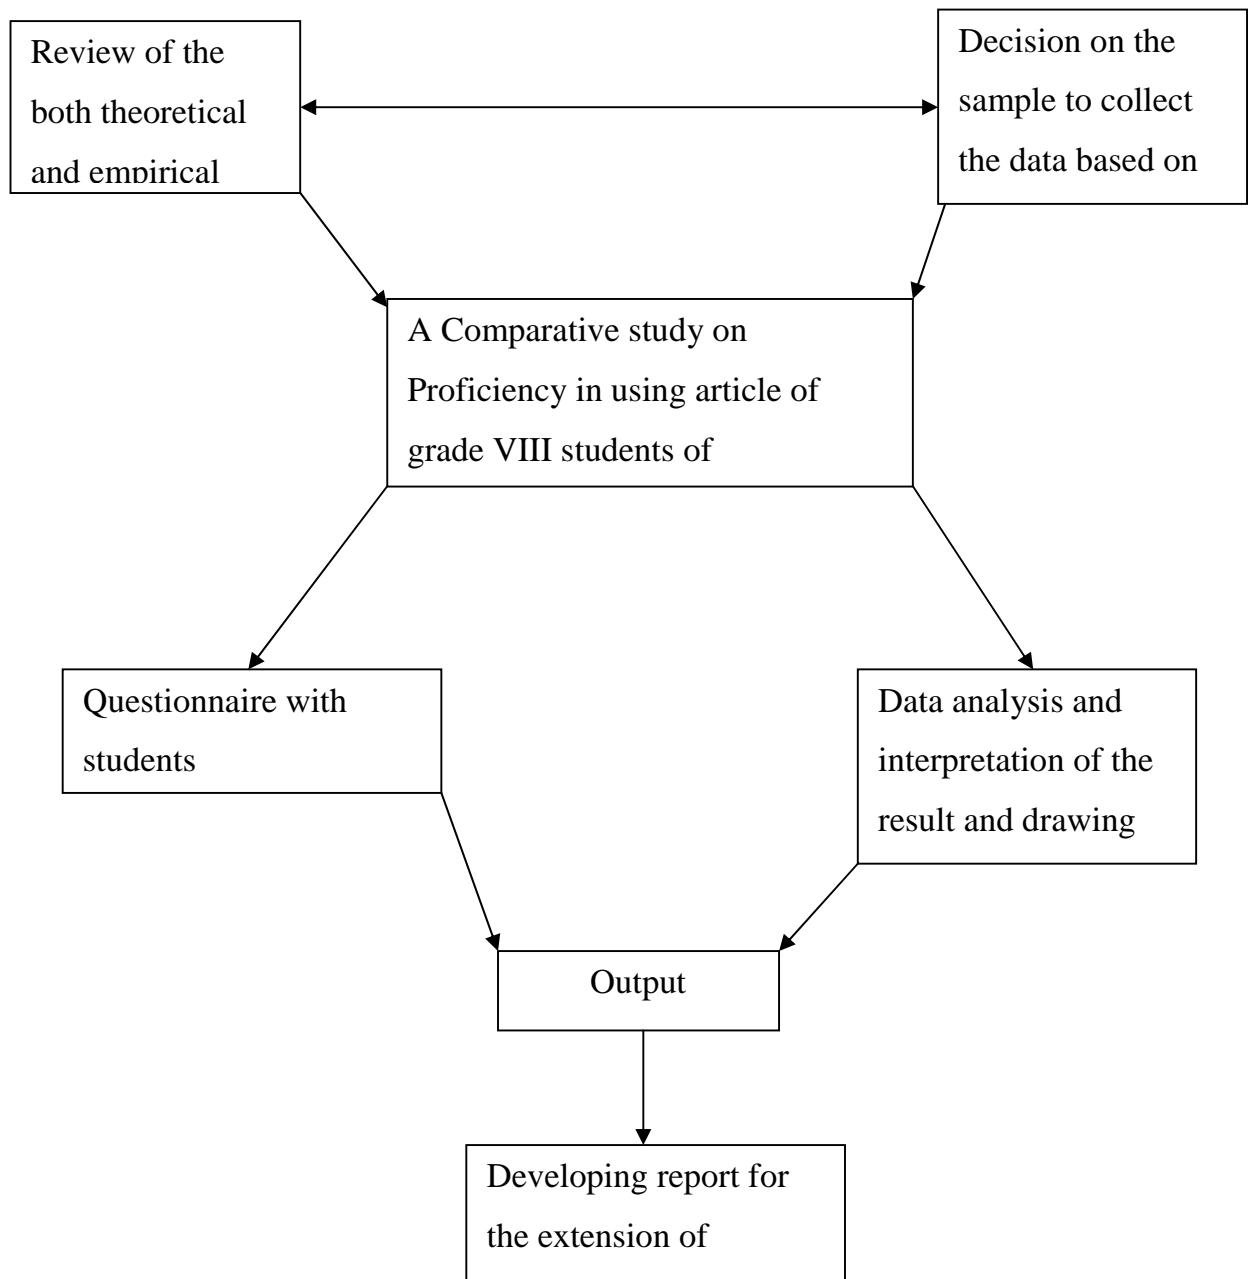 Review of the
both theoretical
and empirical
Decision on the
sample to collect
the data based on
A Comparative study on
Proficiency in using article of
grade VIII students of
Questionnaire with
students
Data analysis and
interpretation of the
result and drawing
Output
Developing report for
the extension of